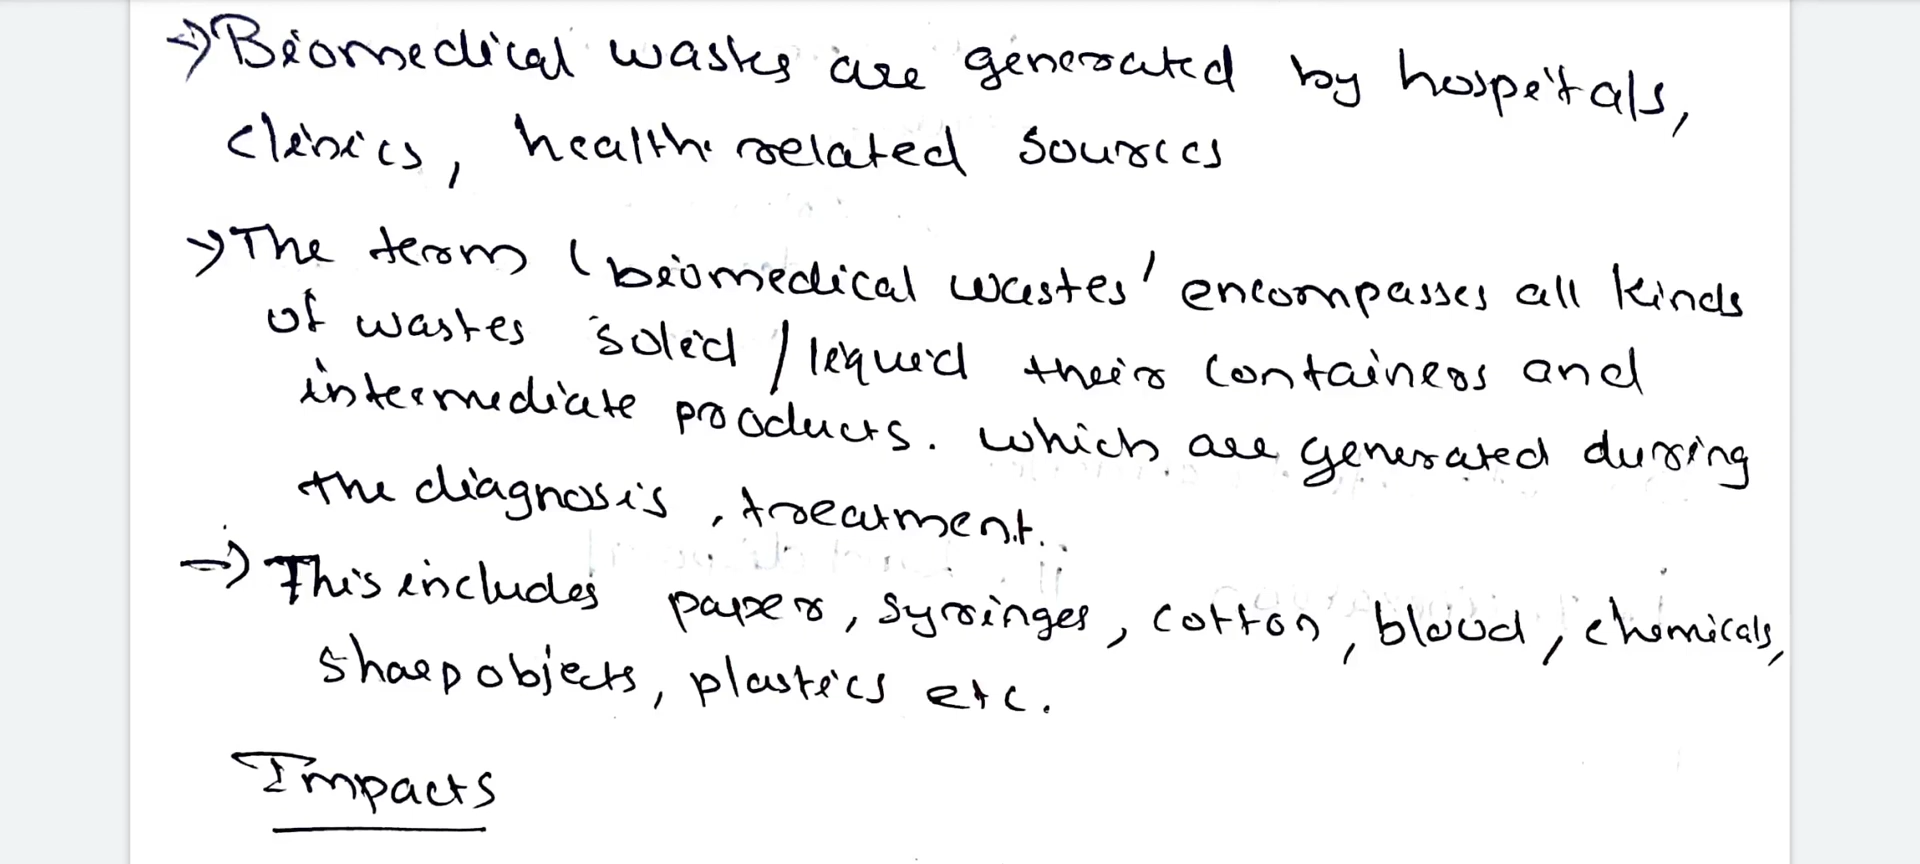 → Biomedical wastes are generated by hospitals,
clinics, health related sources
→ The term 'biomedical wastes' encompasses all kinds
of wastes solid / liquid their containers and
intermediate products. which are generated during
the diagnosis, treatment.
→ This includes paper, syringes, cotton, blood, chemicals,
sharp objects, plastics etc.
Impacts